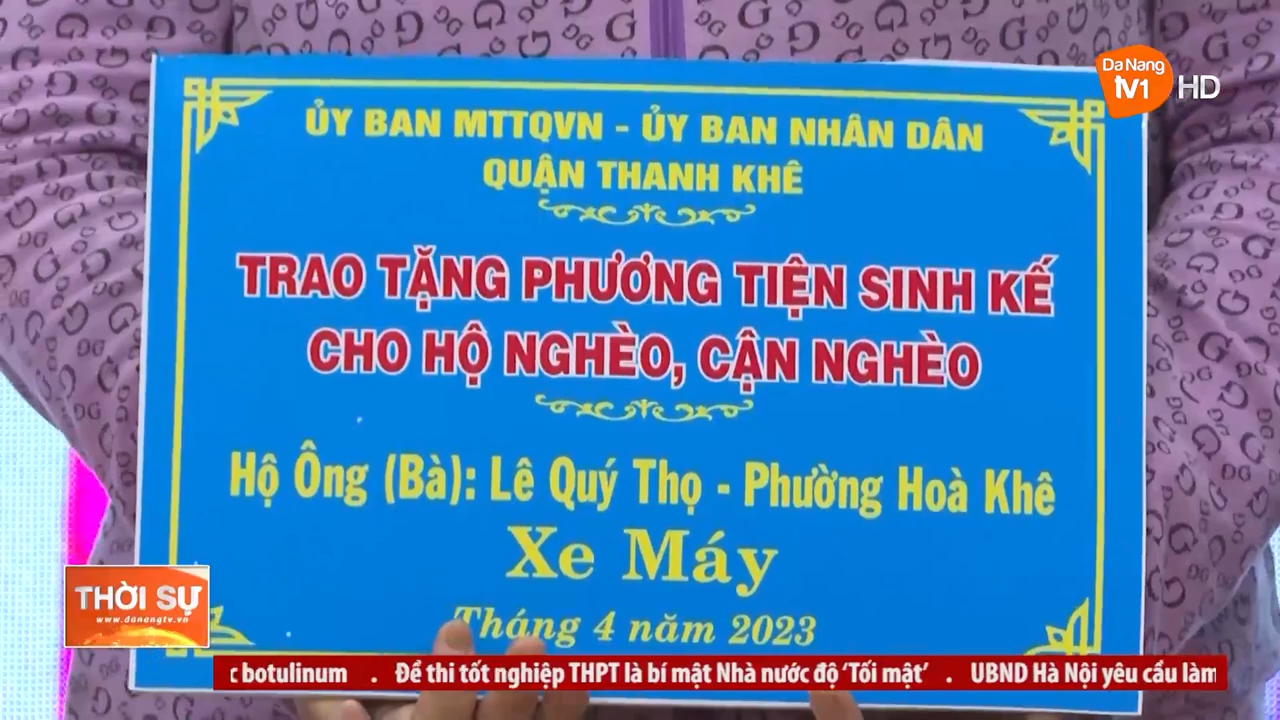 Da Nang
TV1 HD
ỦY BAN MTTQVN - ỦY BAN NHÂN DÂN
QUẬN THANH KHÊ
TRAO TẶNG PHƯƠNG TIỆN SINH KẾ
CHO HỘ NGHÈO, CẬN NGHÈO
Hộ Ông (Bà): Lê Quý Thọ - Phường Hoà Khê
Xe Máy
Tháng 4 năm 2023
THỜI SỰ
www.danangtv.vn
c botulinum . Đề thi tốt nghiệp THPT là bí mật Nhà nước độ ‘Tối mật’ . UBND Hà Nội yêu cầu làm